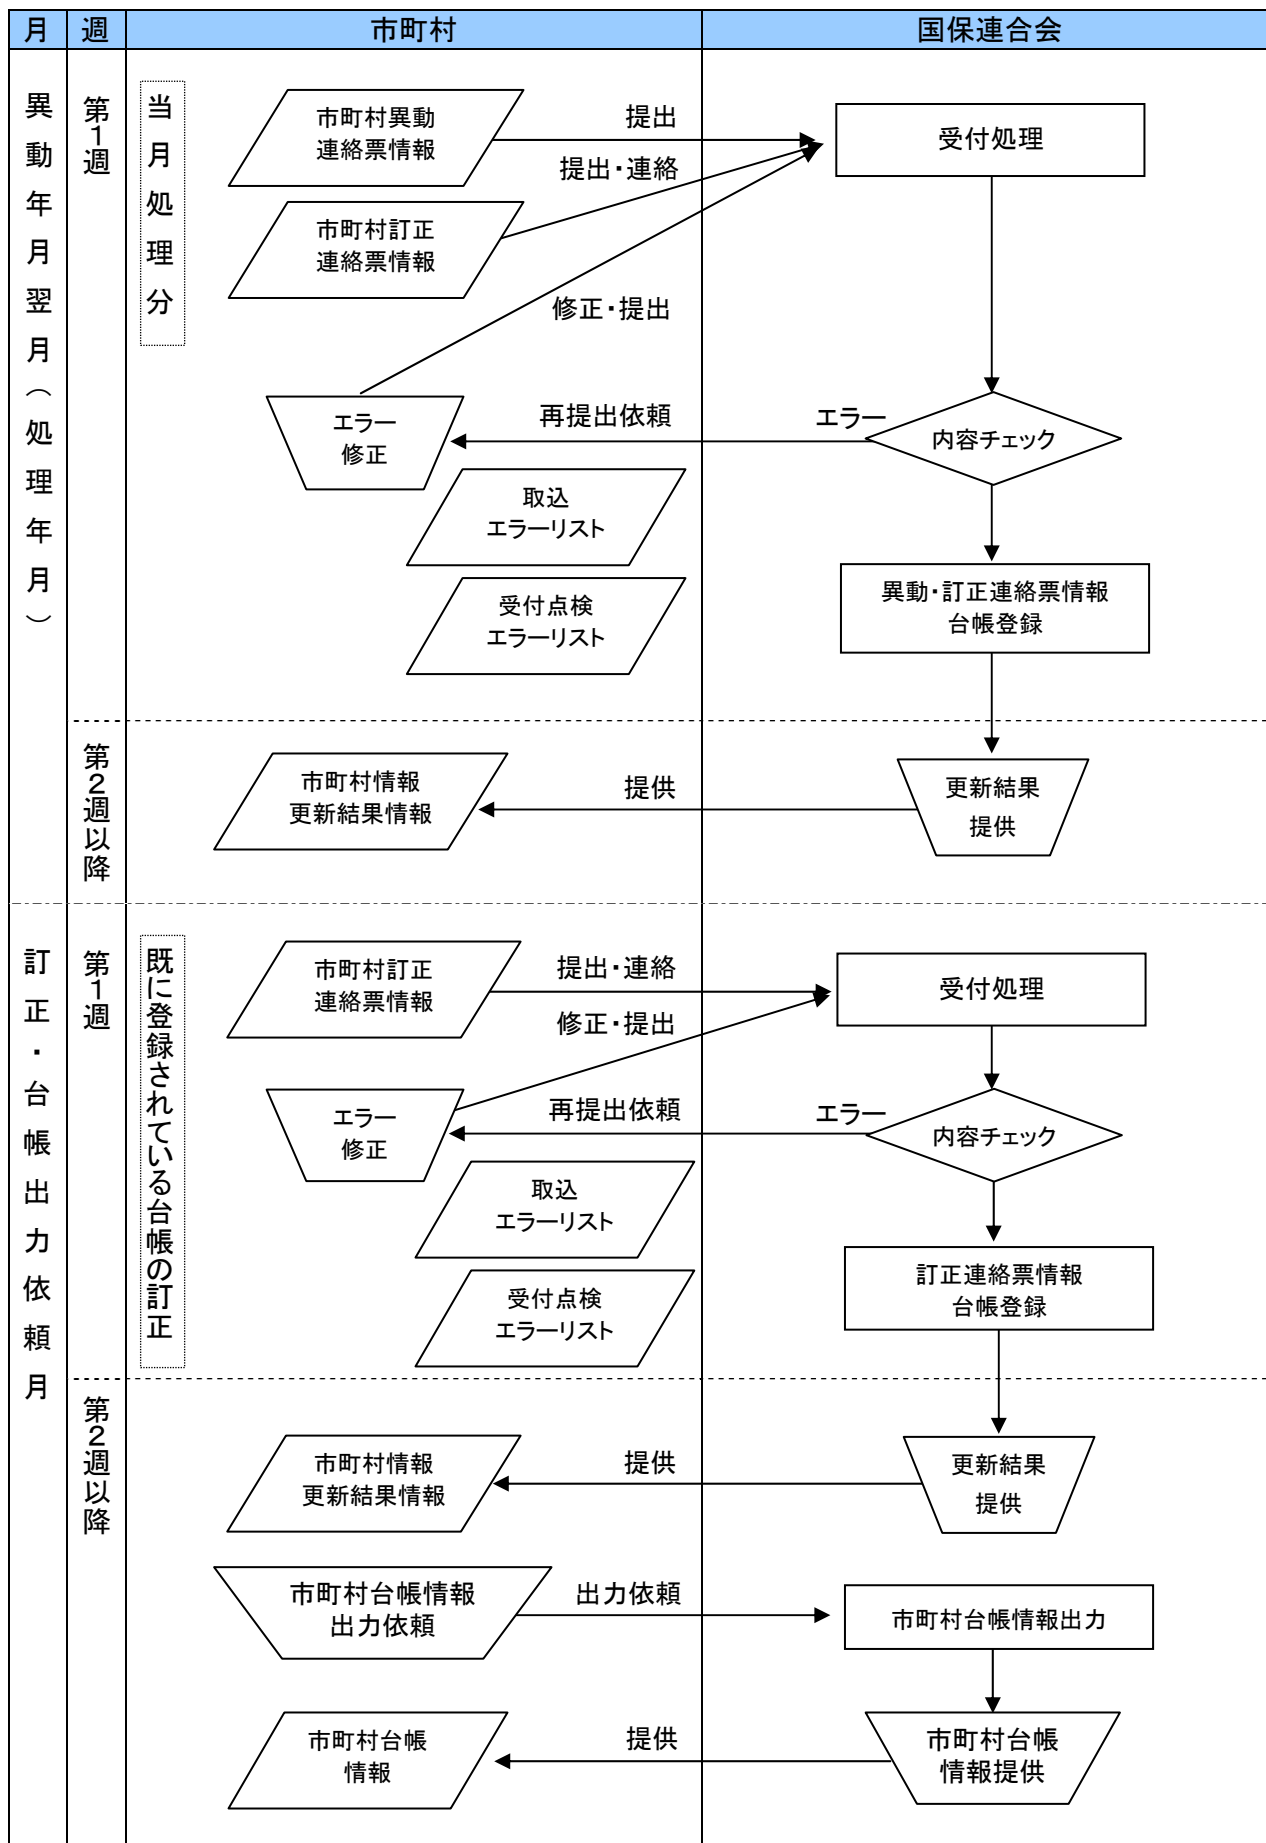 月
週
市町村
国保連合会
異動年月翌月（処理年月）
第1週
当月処理分
市町村異動
連絡票情報
提出
受付処理
提出・連絡
市町村訂正
連絡票情報
修正・提出
エラー
修正
再提出依頼
エラー
内容チェック
取込
エラーリスト
異動・訂正連絡票情報
台帳登録
受付点検
エラーリスト
第2週以降
市町村情報
更新結果情報
提供
更新結果
提供
訂正・台帳出力依頼月
第1週
既に登録されている台帳の訂正
市町村訂正
連絡票情報
提出・連絡
受付処理
修正・提出
エラー
修正
再提出依頼
エラー
内容チェック
取込
エラーリスト
訂正連絡票情報
台帳登録
受付点検
エラーリスト
第2週以降
市町村情報
更新結果情報
提供
更新結果
提供
市町村台帳情報
出力依頼
出力依頼
市町村台帳情報出力
市町村台帳
情報
提供
市町村台帳
情報提供